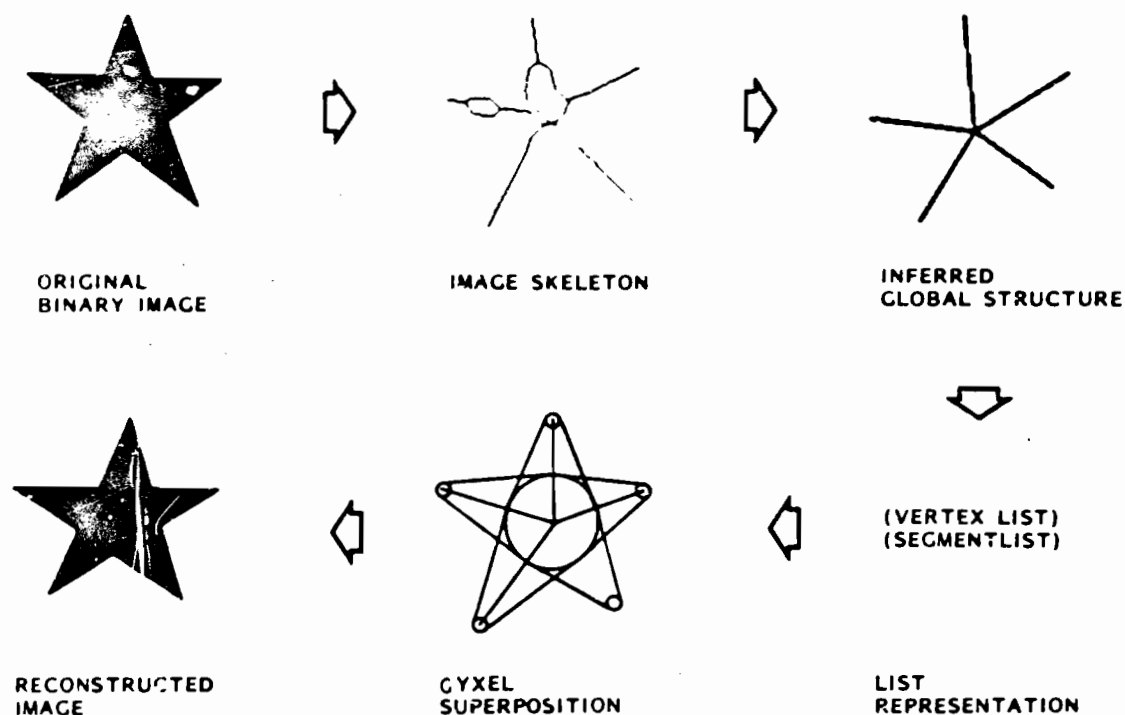 ORIGINAL
BINARY IMAGE
IMAGE SKELETON
INFERRED
GLOBAL STRUCTURE
(VERTEX LIST)
(SEGMENTLIST)
LIST
REPRESENTATION
GYXEL
SUPERPOSITION
RECONSTRUCTED
IMAGE